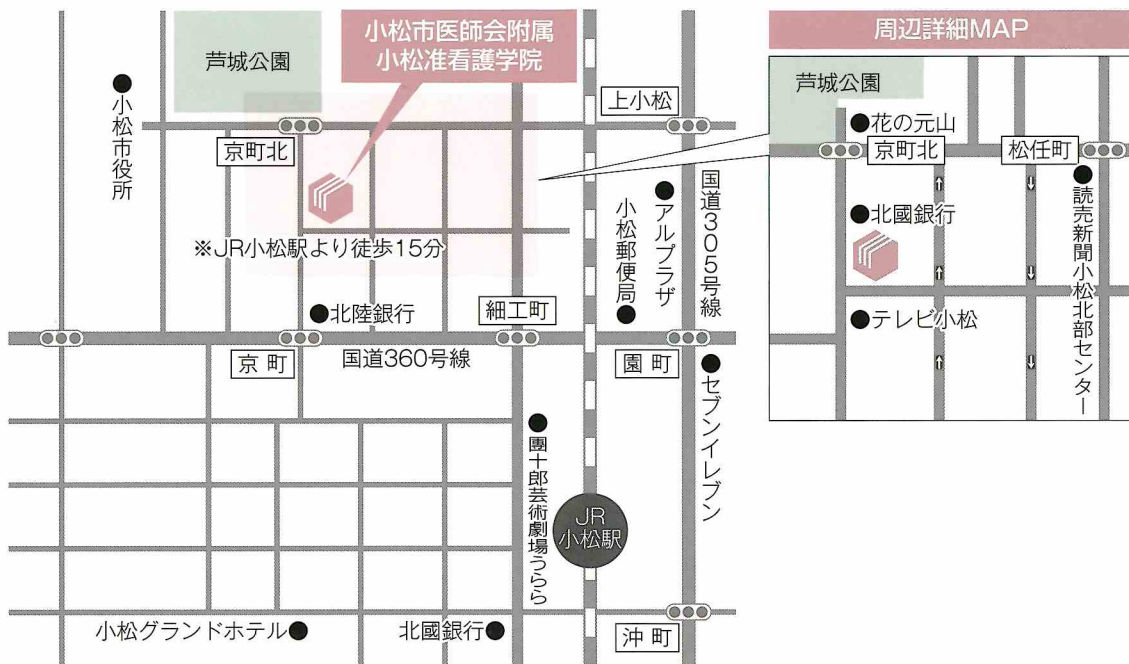 小松市医師会附属
小松准看護学院
芦城公園
小松市役所
京町北
上小松
※JR小松駅より徒歩15分
国道305号線
アルプラザ
小松郵便局
北陸銀行
細工町
京町
国道360号線
園町
セブンイレブン
團十郎芸術劇場うらら
JR
小松駅
小松グランドホテル
北國銀行
沖町
周辺詳細MAP
芦城公園
花の元山
京町北
松任町
北國銀行
読売新聞小松北部センター
テレビ小松